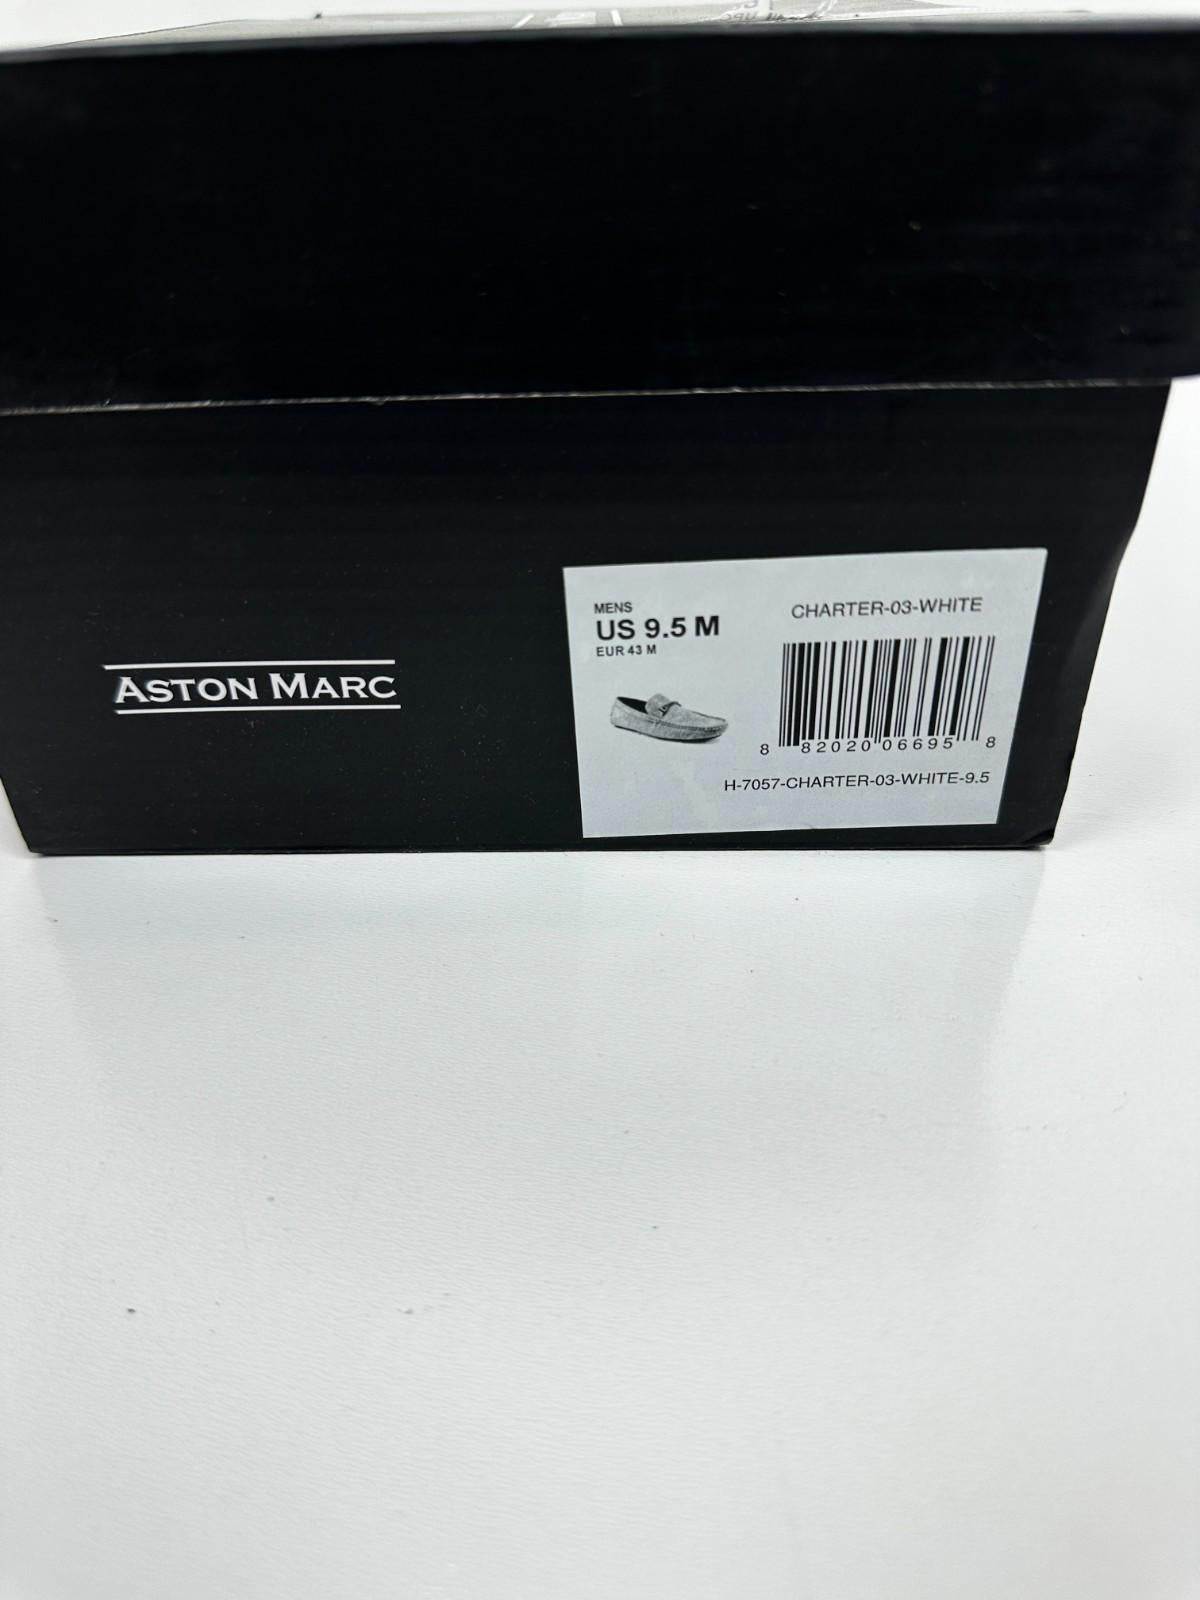 ASTON MARC
MENS
US 9.5 M
EUR 43 M
CHARTER-03-WHITE
8 82020 06695 8
H-7057-CHARTER-03-WHITE-9.5